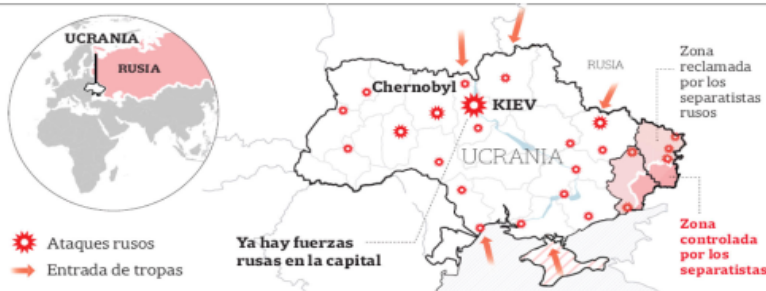 UCRANIA
RUSIA
Ataques rusos
Entrada de tropas
Chernobyl
KIEV
UCRANIA
RUSIA
Ya hay fuerzas
rusas en la capital
Zona
reclamada
por los
separatistas
rusos
Zona
controlada
por los
separatistas